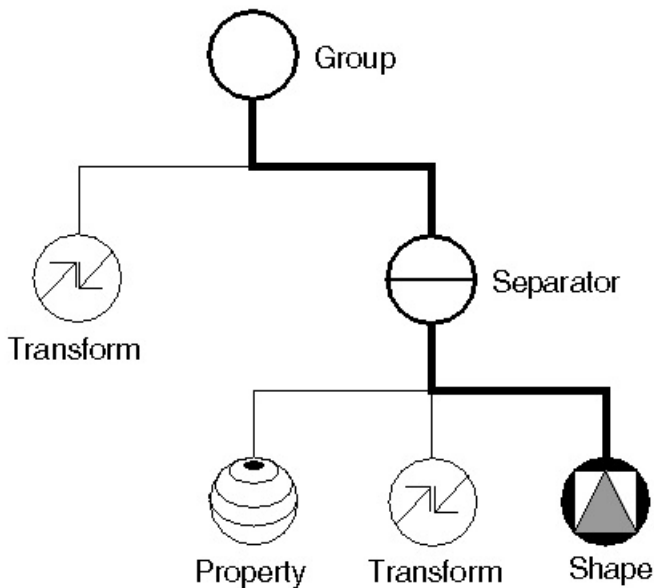 Group
Separator
Transform
Property
Transform
Shape